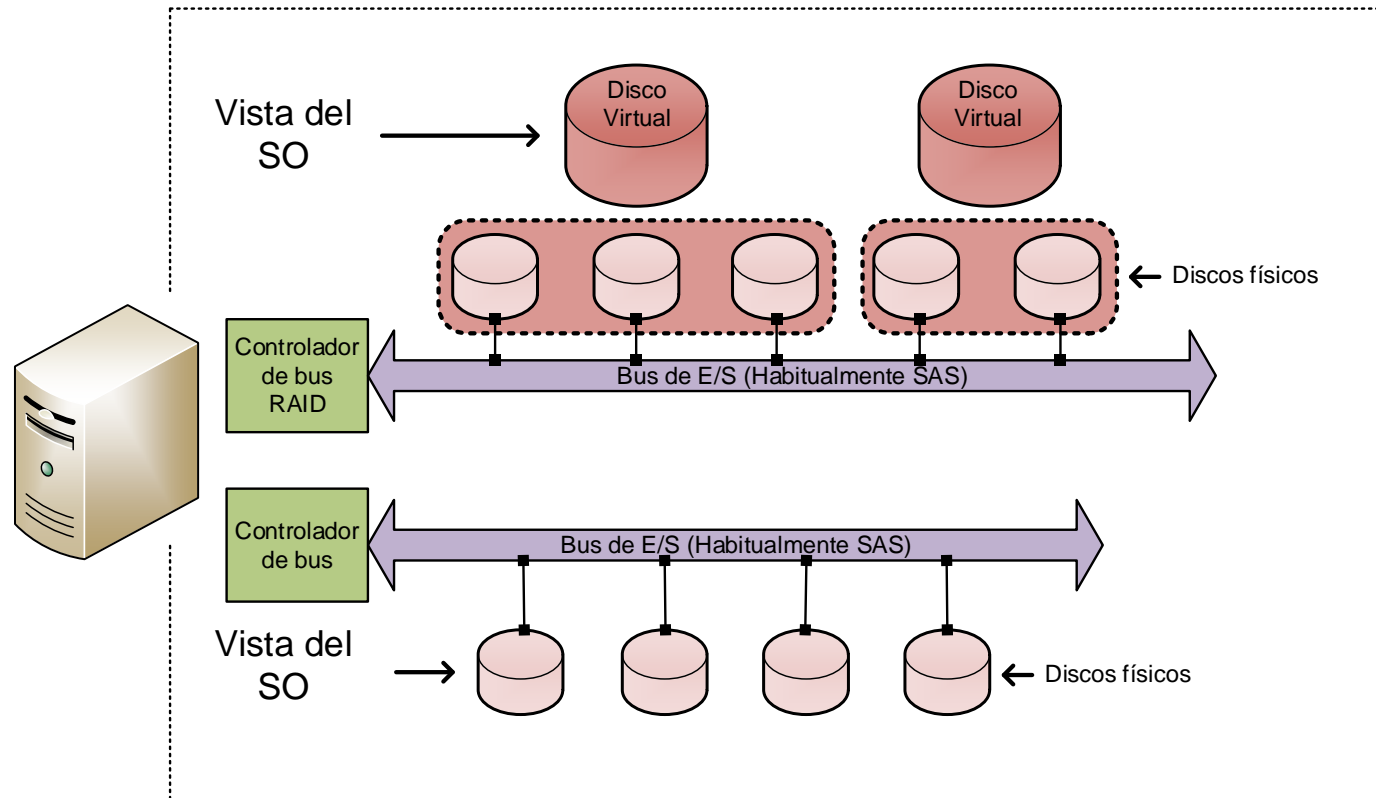 Vista del
SO
Disco
Virtual
Disco
Virtual
Discos físicos
Controlador
de bus
RAID
Bus de E/S (Habitualmente SAS)
Controlador
de bus
Bus de E/S (Habitualmente SAS)
Vista del
SO
Discos físicos